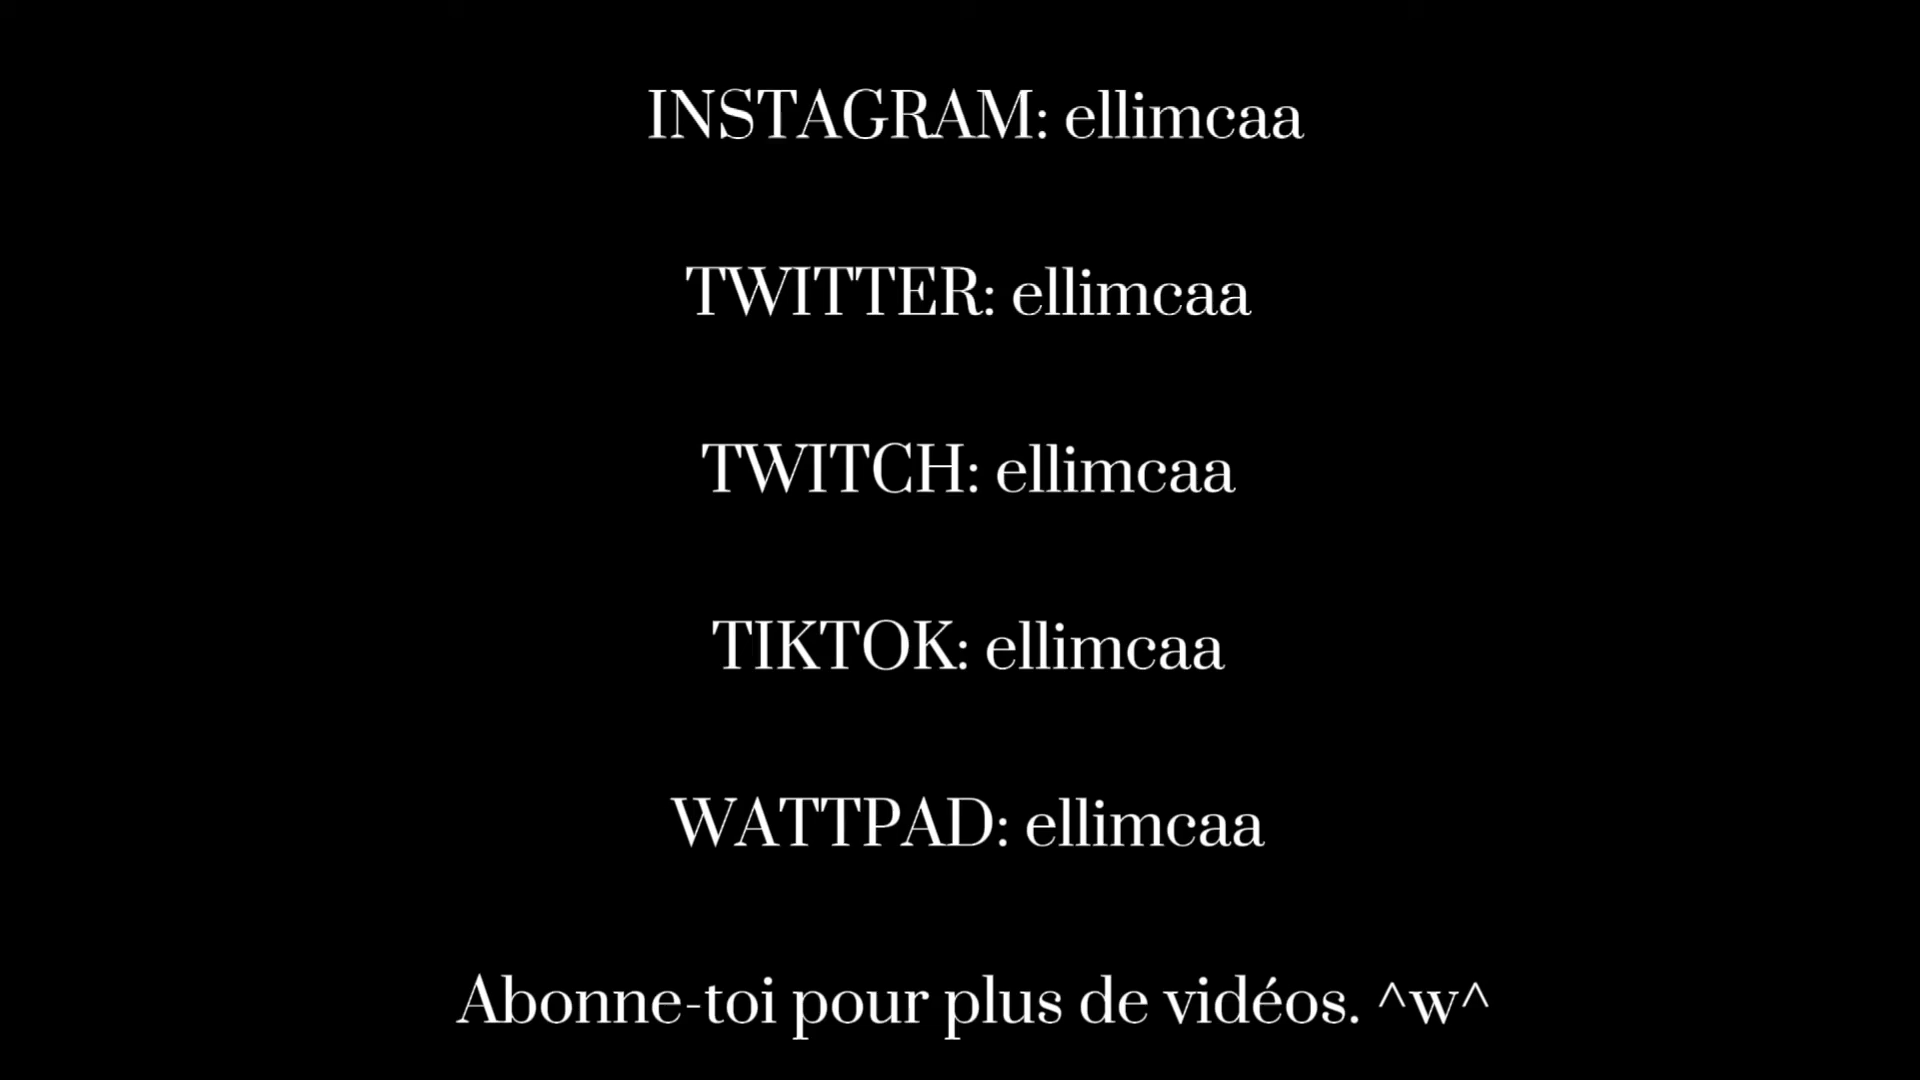 INSTAGRAM: ellimcaa
TWITTER: ellimcaa
TWITCH: ellimcaa
TIKTOK: ellimcaa
WATTPAD: ellimcaa
Abonne-toi pour plus de vidéos. ^w^